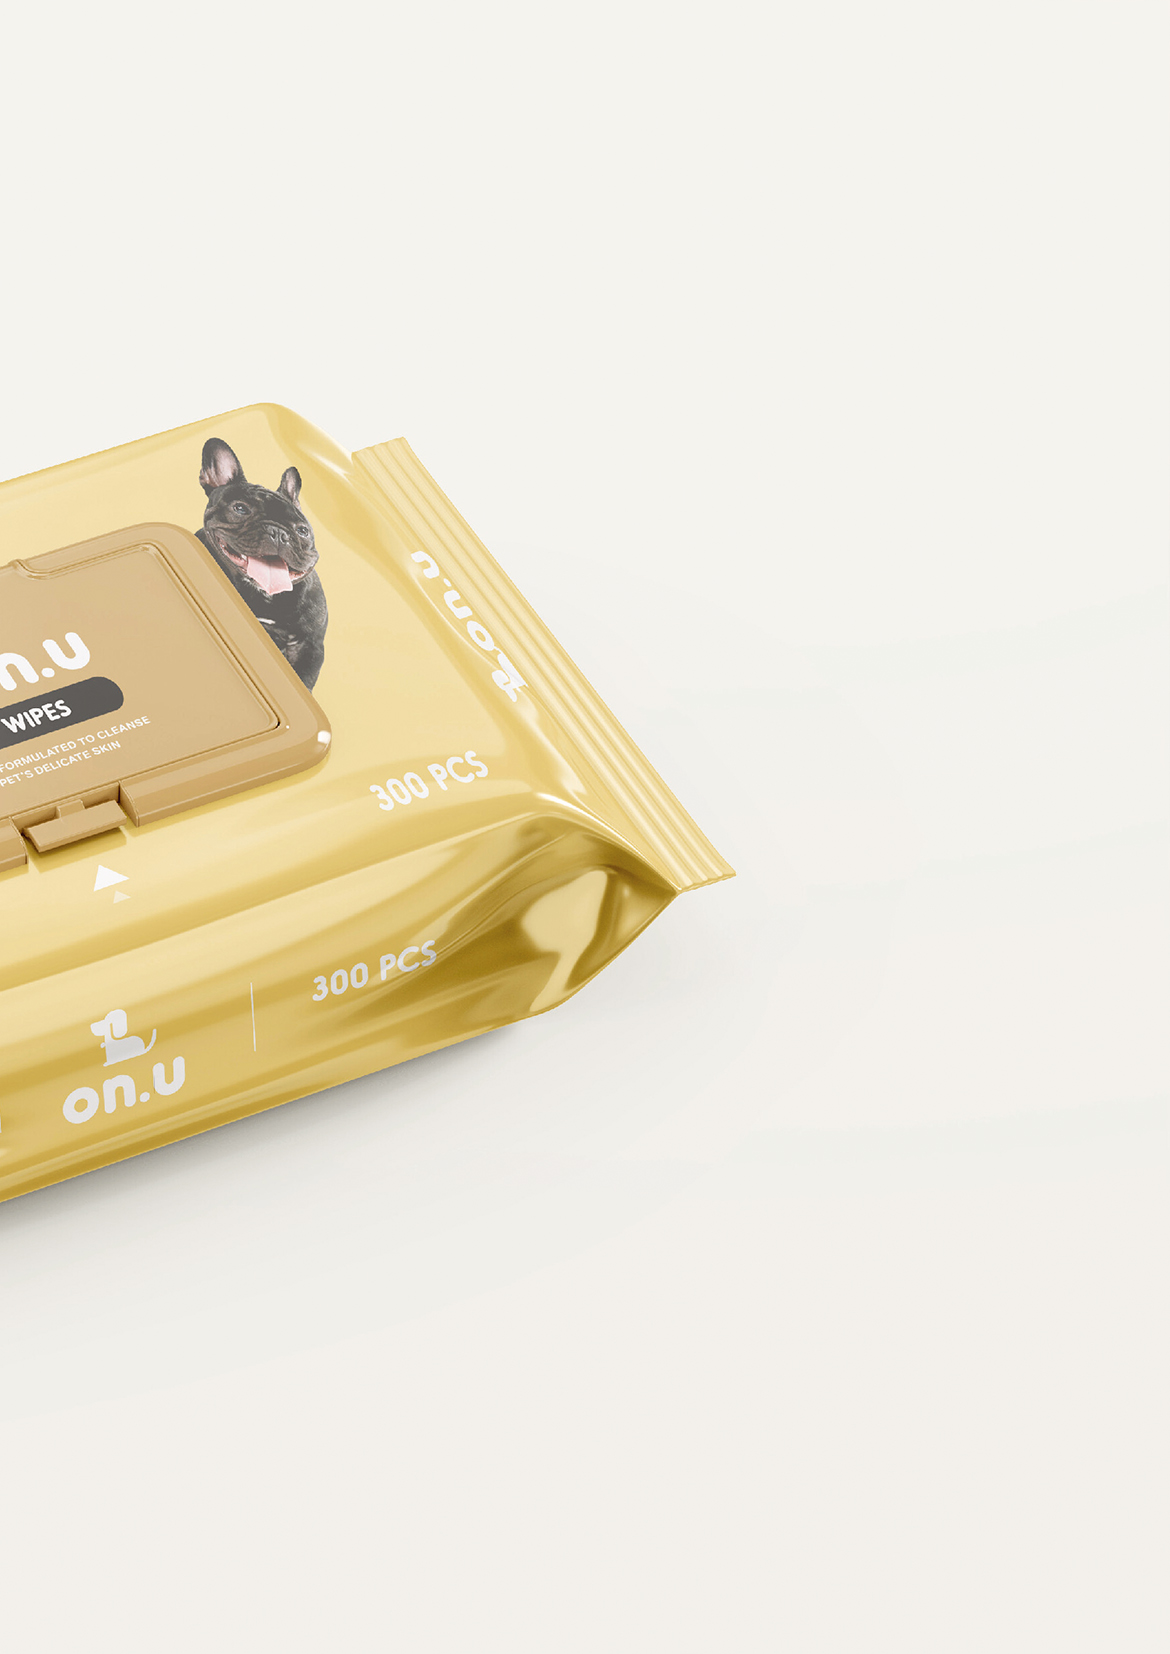 n.u
WIPES
FORMULATED TO CLEANSE
PET'S DELICATE SKIN
on.u
300 PCS
300 PCS
on.u